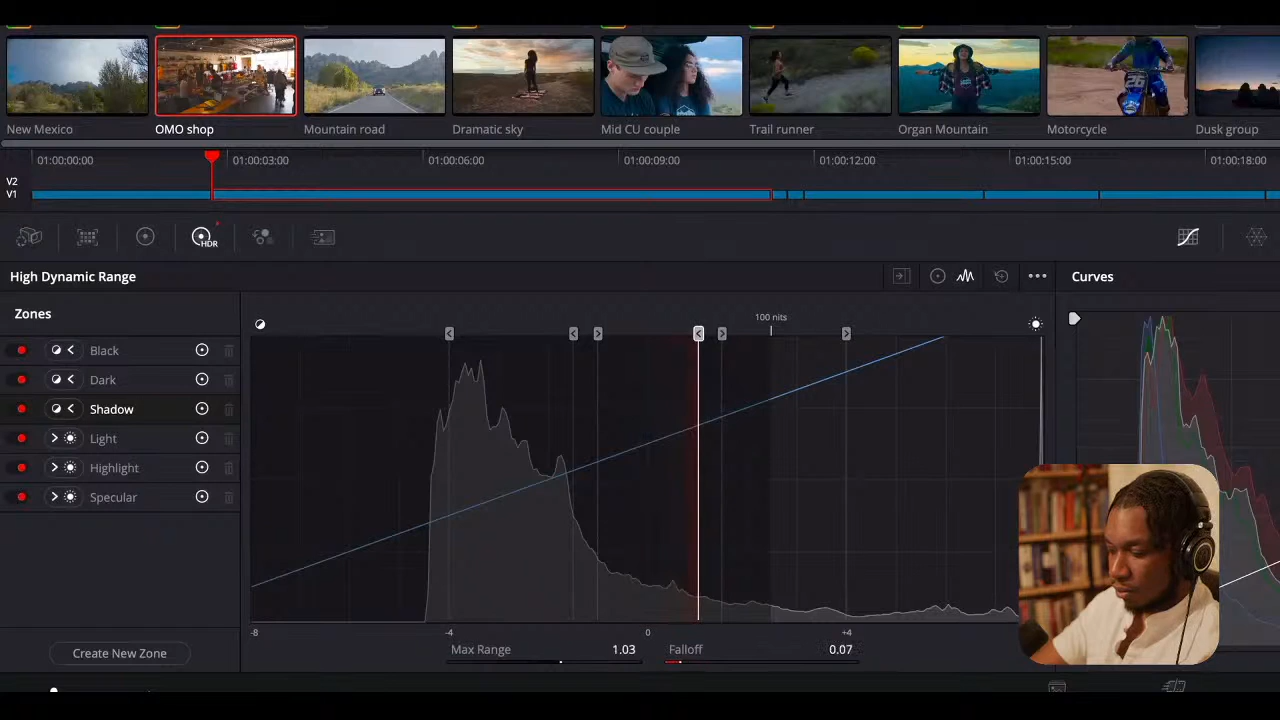 New Mexico
OMO shop
Mountain road
Dramatic sky
Mid CU couple
Trail runner
Organ Mountain
Motorcycle
Dusk group
01:00:00:00
01:00:03:00
01:00:06:00
01:00:09:00
01:00:12:00
01:00:15:00
01:00:18:00
V2
V1
HDR
High Dynamic Range
Curves
Zones
100 nits
Black
Dark
Shadow
Light
Highlight
Specular
-8
-4
0
+4
Create New Zone
Max Range 1.03
Falloff 0.07
26